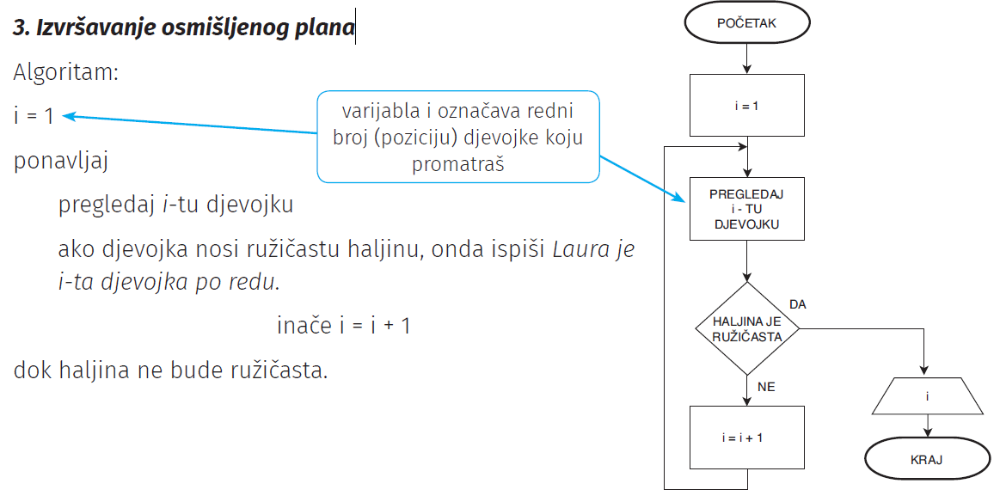 3. Izvršavanje osmišljenog plana
Algoritam:
i = 1
ponavljaj
pregledaj i-tu djevojku
ako djevojka nosi ružičastu haljinu, onda ispiši Laura je
i-ta djevojka po redu.
inače i = i + 1
dok haljina ne bude ružičasta.
varijabla i označava redni
broj (poziciju) djevojke koju
promatraš
POČETAK
i = 1
PREGLEDAJ
i - TU
DJEVOJKU
HALJINA JE
RUŽIČASTA
DA
NE
i = i + 1
i
KRAJ